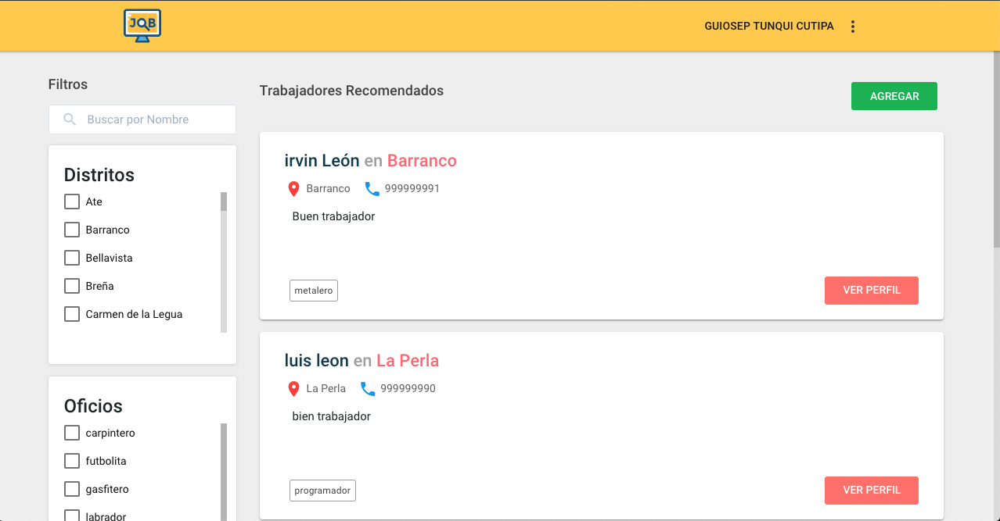 JOB
GUIOSEP TUNQUI CUTIPA
Filtros
Buscar por Nombre
Distritos
Ate
Barranco
Bellavista
Breña
Carmen de la Legua
Oficios
carpintero
futbolita
gasfitero
labrador
Trabajadores Recomendados
AGREGAR
irvin León en Barranco
Barranco 999999991
Buen trabajador
metalero
VER PERFIL
luis leon en La Perla
La Perla 999999990
bien trabajador
programador
VER PERFIL